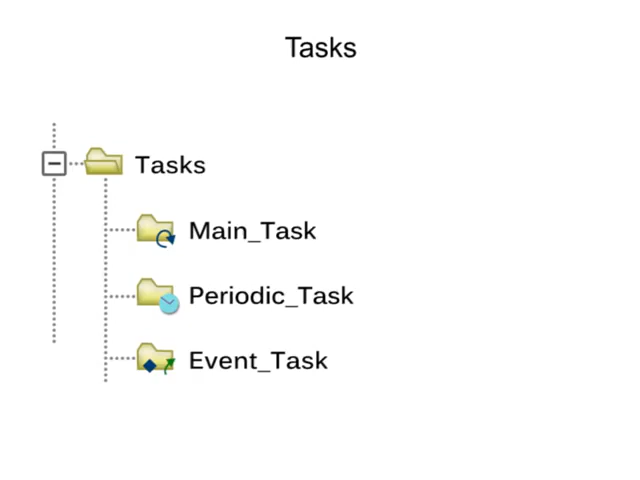 Tasks
Tasks
Main_Task
Periodic_Task
Event_Task